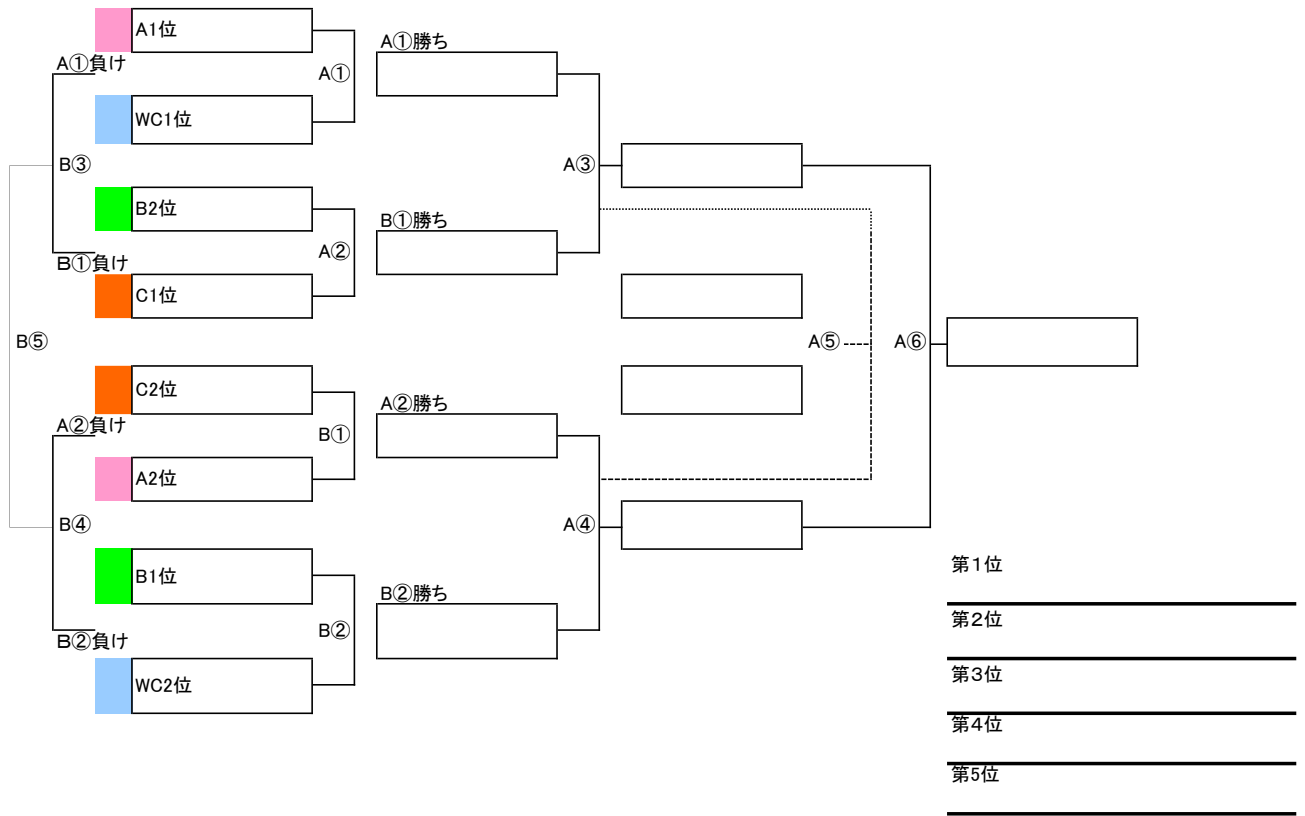 A1位
A①勝ち
A①負け
A①
WC1位
B③
A③
B2位
B①勝ち
A②
B①負け
C1位
B⑤
A⑤
A⑥
C2位
A②勝ち
A②負け
B①
A2位
B④
A④
第1位
B1位
B②勝ち
第2位
B②
B②負け
第3位
WC2位
第4位
第5位